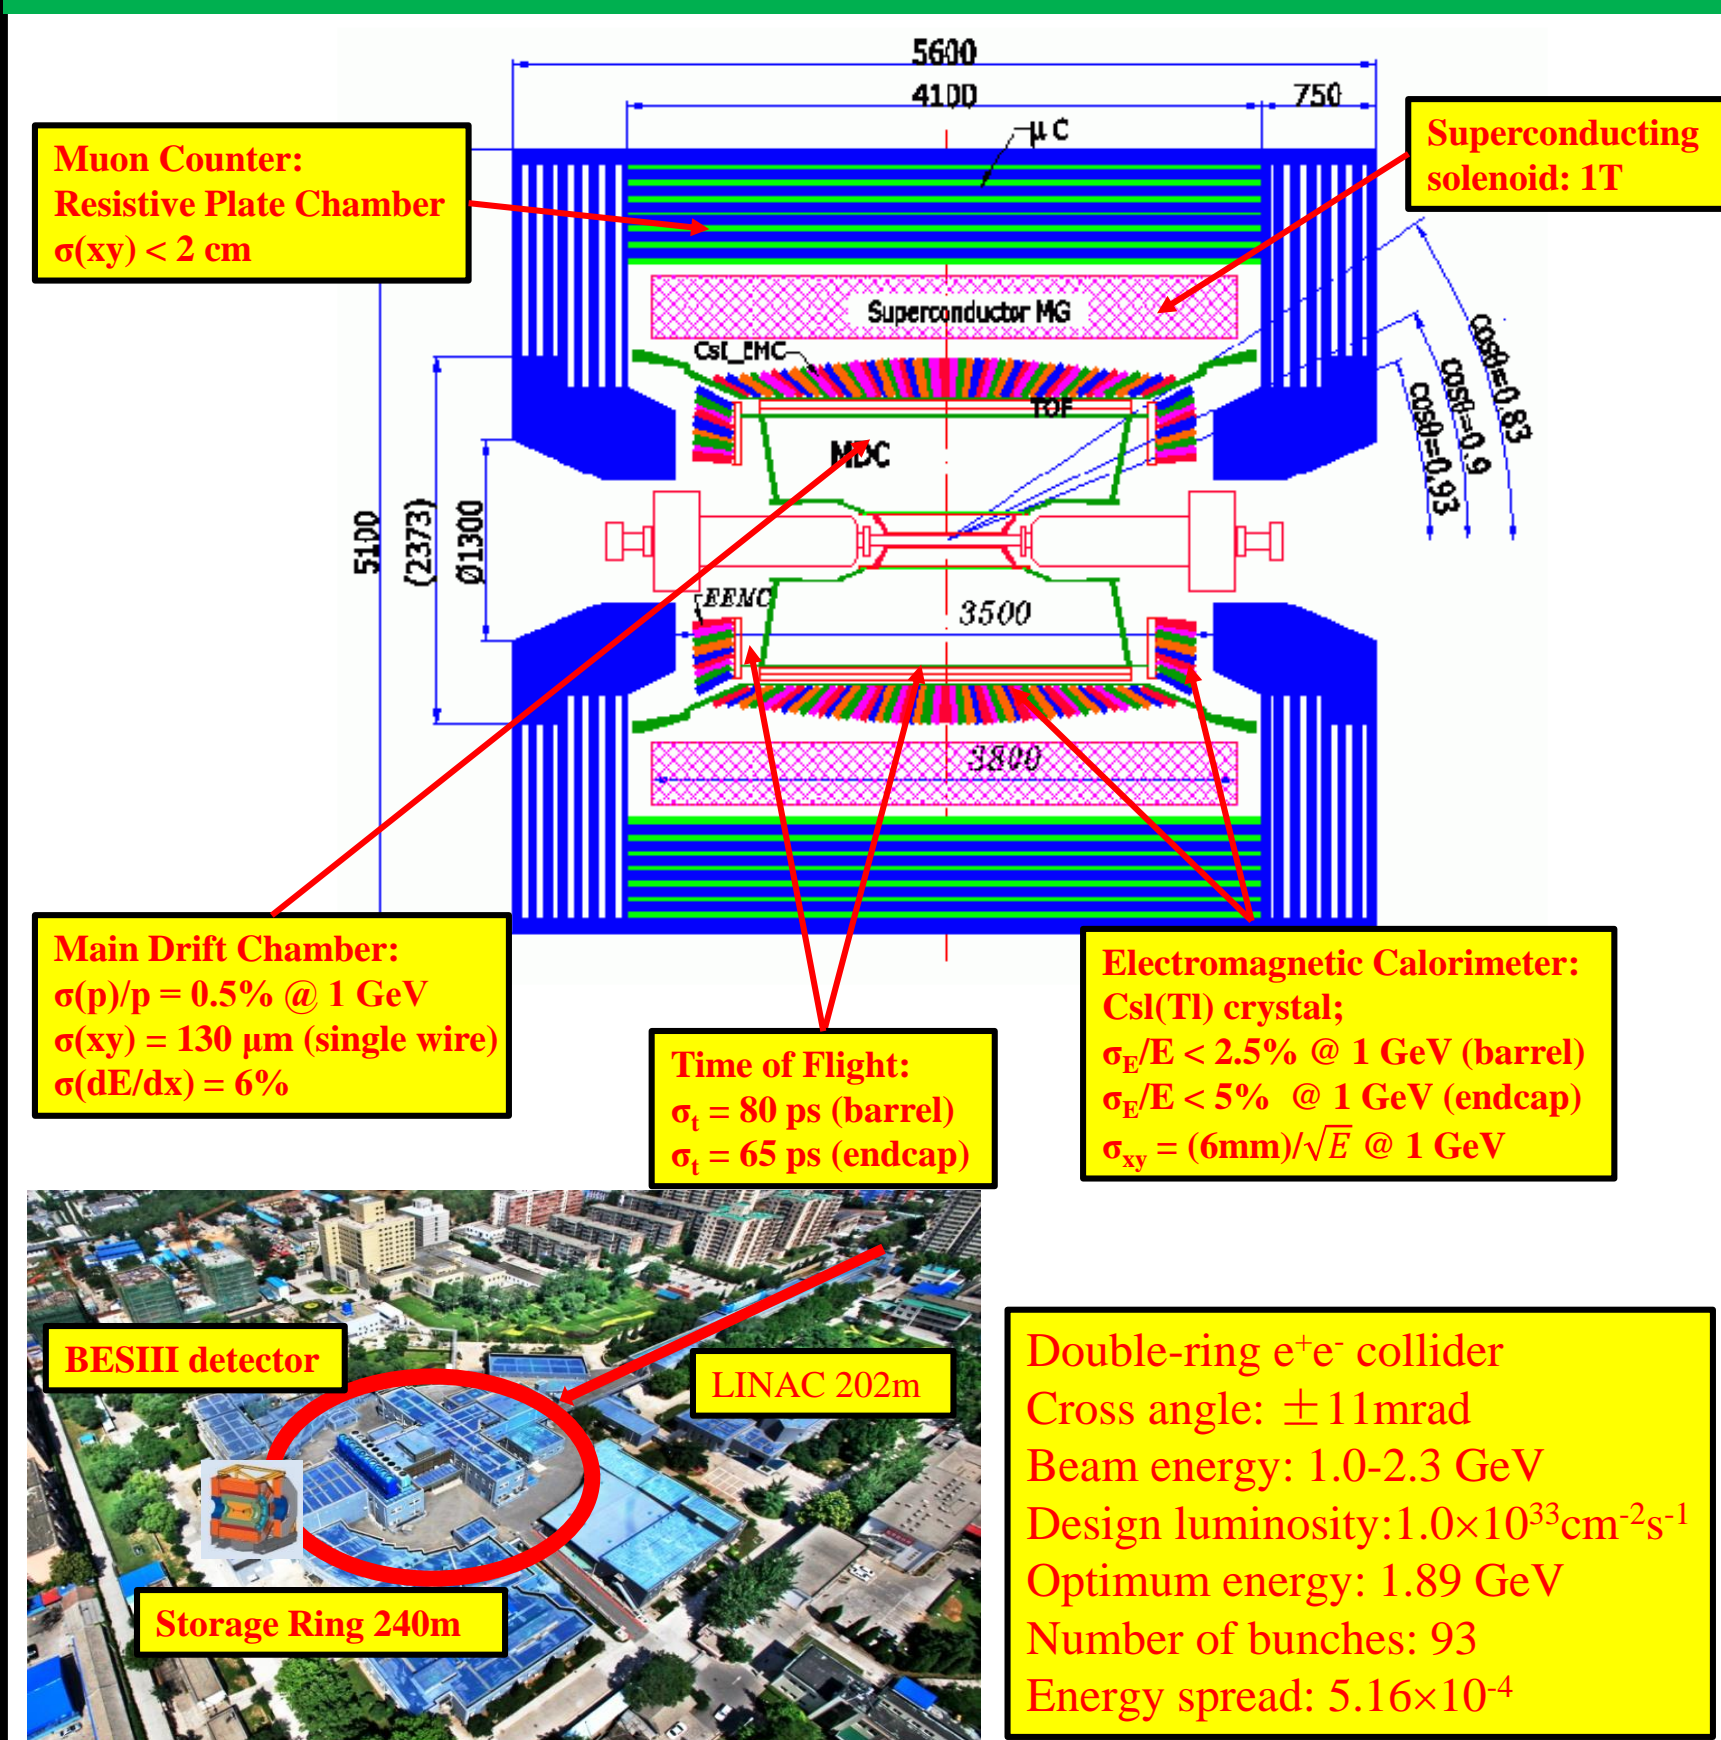 5600
4100
750
μ C
Muon Counter:
Resistive Plate Chamber
σ(xy) < 2 cm
Superconducting
solenoid: 1T
Superconductor MG
CsI_EMC
TOF
MDC
cosθ=0.83
cosθ=0.9
cosθ=0.93
5100
(2373)
Ø1300
EEMC
3500
3800
Main Drift Chamber:
σ(p)/p = 0.5% @ 1 GeV
σ(xy) = 130 μm (single wire)
σ(dE/dx) = 6%
Time of Flight:
σt = 80 ps (barrel)
σt = 65 ps (endcap)
Electromagnetic Calorimeter:
Csl(Tl) crystal;
σE/E < 2.5% @ 1 GeV (barrel)
σE/E < 5% @ 1 GeV (endcap)
σxy = (6mm)/√E @ 1 GeV
BESIII detector
LINAC 202m
Storage Ring 240m
Double-ring e⁺e⁻ collider
Cross angle: ±11mrad
Beam energy: 1.0-2.3 GeV
Design luminosity:1.0×10³³cm⁻²s⁻¹
Optimum energy: 1.89 GeV
Number of bunches: 93
Energy spread: 5.16×10⁻⁴